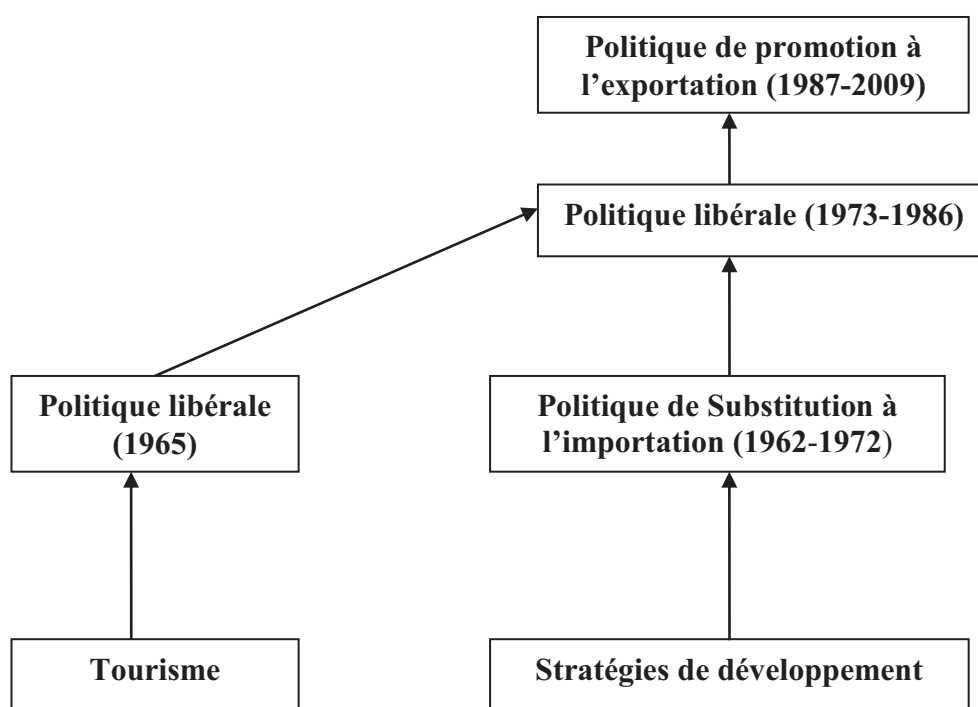 Politique de promotion à
l’exportation (1987-2009)
Politique libérale (1973-1986)
Politique libérale
(1965)
Politique de Substitution à
l’importation (1962-1972)
Tourisme
Stratégies de développement